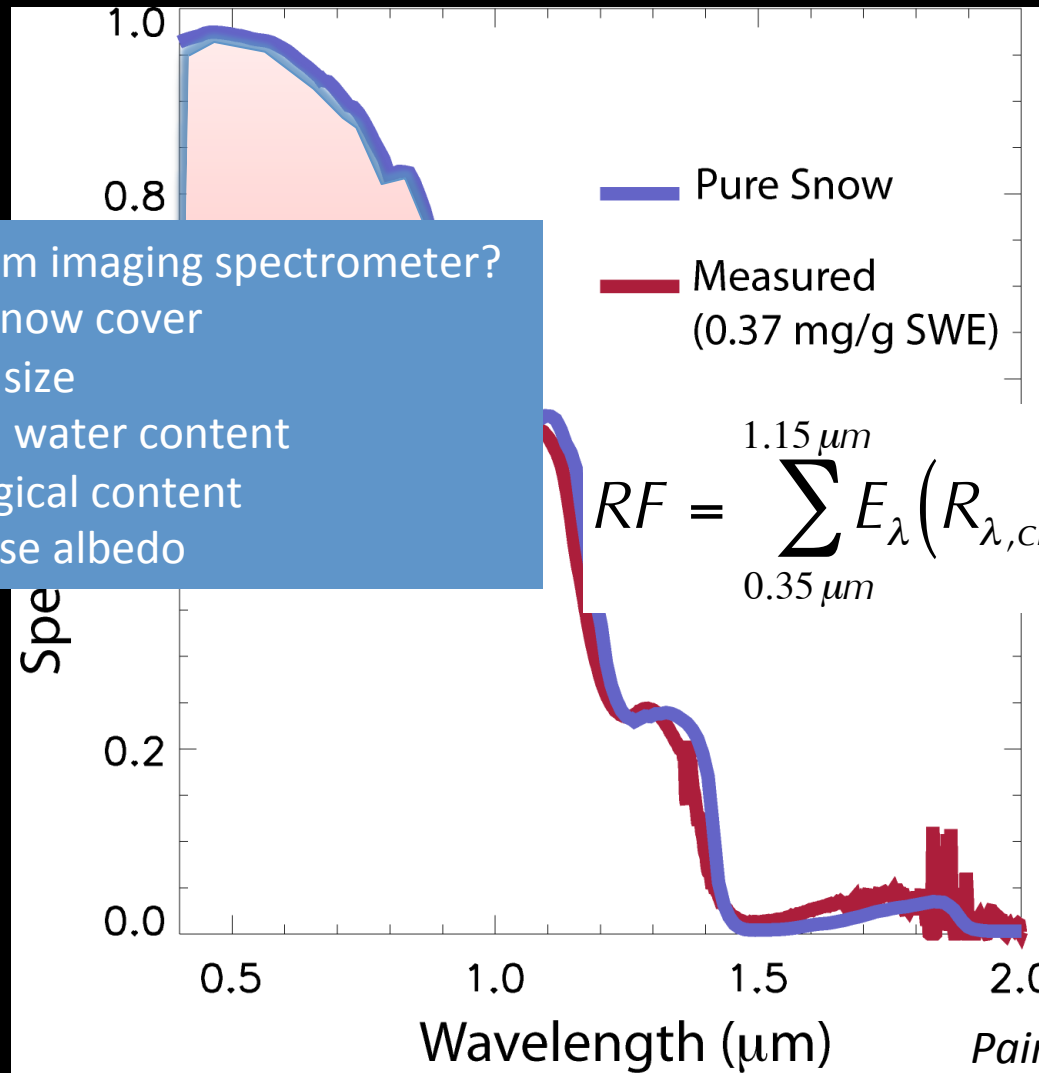 1.0
0.8
Pure Snow
Measured
(0.37 mg/g SWE)
m imaging spectrometer?
now cover
size
water content
gical content
se albedo
1.15 μm
RF = ∑ E_λ (R_λ,c
0.35 μm
Spe
0.2
0.0
0.5 1.0 1.5 2.0
Wavelength (μm)
Pair